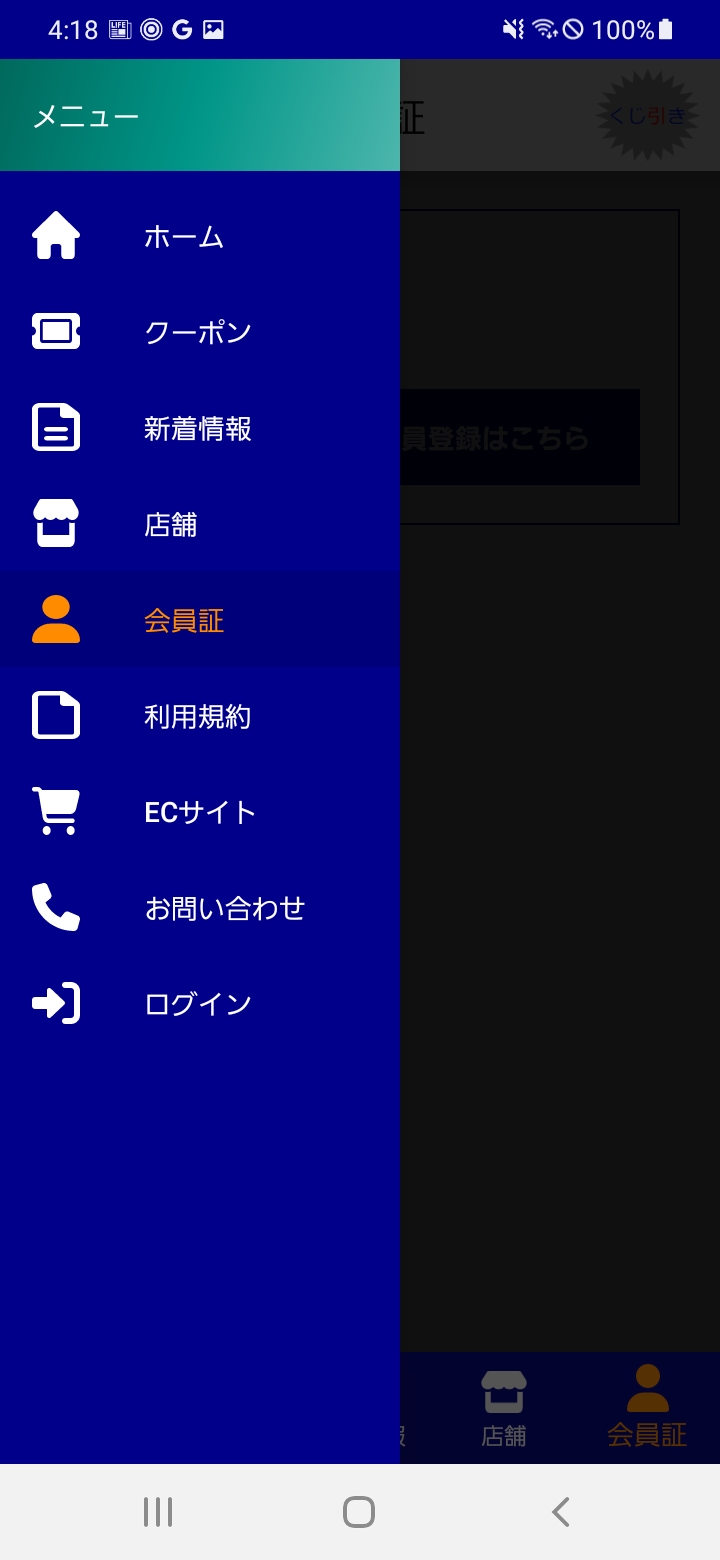 4:18
100%
メニュー
証
くじ引き
ホーム
クーポン
新着情報
員登録はこちら
店舗
会員証
利用規約
ECサイト
お問い合わせ
ログイン
店舗
会員証